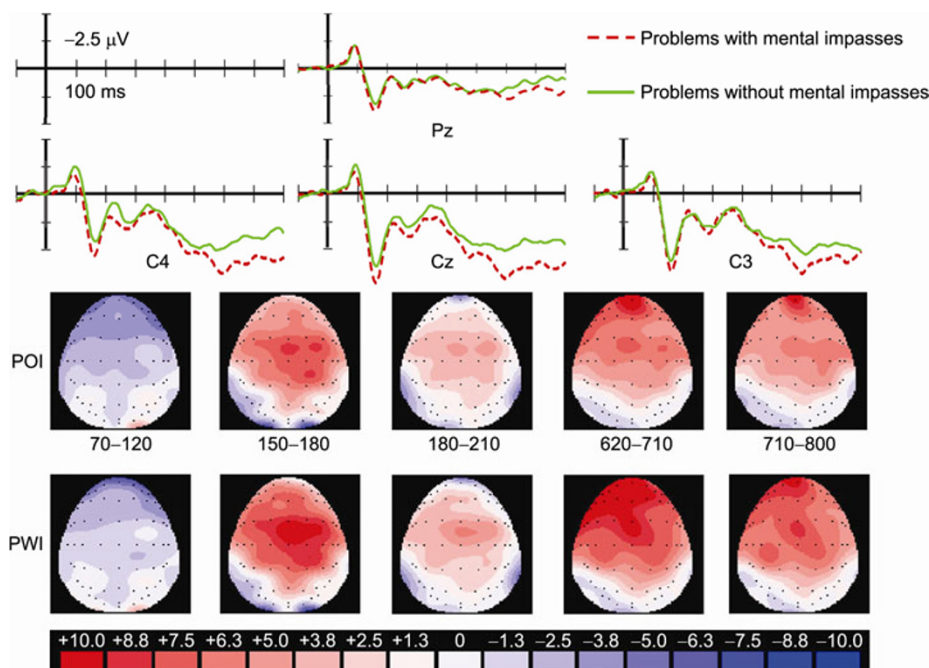 −2.5 μV
100 ms
Problems with mental impasses
Problems without mental impasses
Pz
C4
Cz
C3
POI
70–120
150–180
180–210
620–710
710–800
PWI
+10.0 +8.8 +7.5 +6.3 +5.0 +3.8 +2.5 +1.3 0 −1.3 −2.5 −3.8 −5.0 −6.3 −7.5 −8.8 −10.0